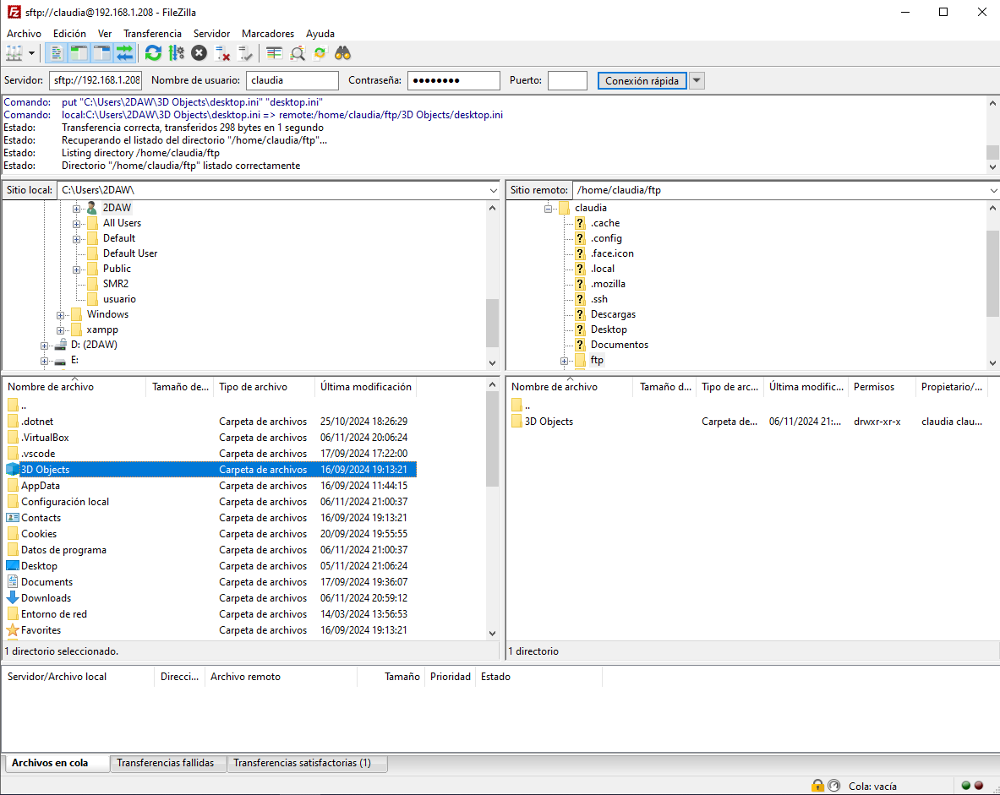 sftp://claudia@192.168.1.208 - FileZilla
Archivo Edición Ver Transferencia Servidor Marcadores Ayuda
Servidor: sftp://192.168.1.208 Nombre de usuario: claudia Contraseña: ●●●●●●●● Puerto: Conexión rápida
Comando: put "C:\Users\2DAW\3D Objects\desktop.ini" "desktop.ini"
Comando: local:C:\Users\2DAW\3D Objects\desktop.ini => remote:/home/claudia/ftp/3D Objects/desktop.ini
Estado: Transferencia correcta, transferidos 298 bytes en 1 segundo
Estado: Recuperando el listado del directorio "/home/claudia/ftp"...
Estado: Listing directory /home/claudia/ftp
Estado: Directorio "/home/claudia/ftp" listado correctamente
Sitio local: C:\Users\2DAW\
2DAW
All Users
Default
Default User
Public
SMR2
usuario
Windows
xampp
D: (2DAW)
E:
Sitio remoto: /home/claudia/ftp
claudia
.cache
.config
.face.icon
.local
.mozilla
.ssh
Descargas
Desktop
Documentos
ftp
Nombre de archivo Tamaño de... Tipo de archivo Última modificación
..
.dotnet Carpeta de archivos 25/10/2024 18:26:29
.VirtualBox Carpeta de archivos 06/11/2024 20:06:24
.vscode Carpeta de archivos 17/09/2024 17:22:00
3D Objects Carpeta de archivos 16/09/2024 19:13:21
AppData Carpeta de archivos 16/09/2024 11:44:15
Configuración local Carpeta de archivos 06/11/2024 21:00:37
Contacts Carpeta de archivos 16/09/2024 19:13:21
Cookies Carpeta de archivos 20/09/2024 19:55:55
Datos de programa Carpeta de archivos 06/11/2024 21:00:37
Desktop Carpeta de archivos 05/11/2024 21:06:24
Documents Carpeta de archivos 17/09/2024 19:36:07
Downloads Carpeta de archivos 06/11/2024 20:59:12
Entorno de red Carpeta de archivos 14/03/2024 13:56:53
Favorites Carpeta de archivos 16/09/2024 19:13:21
1 directorio seleccionado.
Nombre de archivo Tamaño d... Tipo de arc... Última modific... Permisos Propietario/...
..
3D Objects Carpeta de... 06/11/2024 21:... drwxr-xr-x claudia clau...
1 directorio
Servidor/Archivo local Direcci... Archivo remoto Tamaño Prioridad Estado
Archivos en cola Transferencias fallidas Transferencias satisfactorias (1)
Cola: vacía